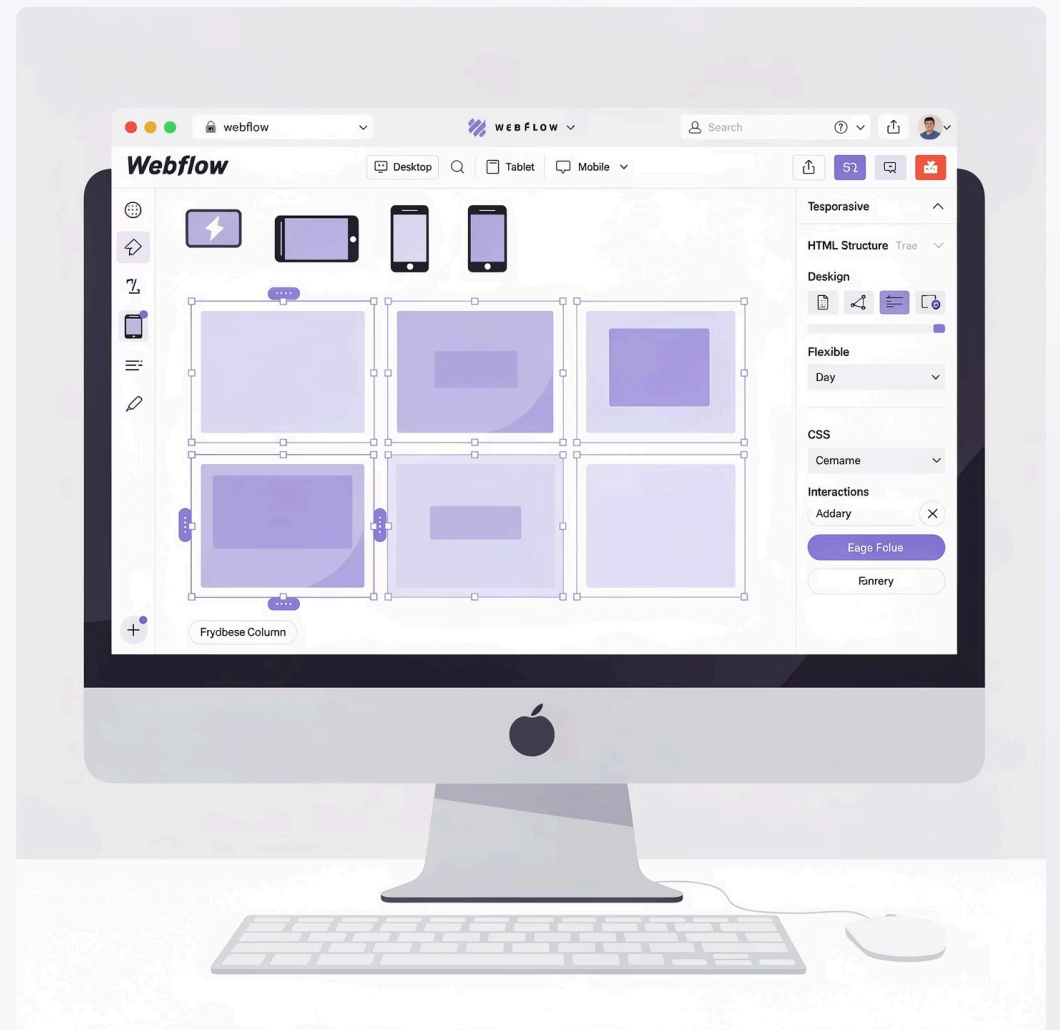 webflow
WEBFLOW
Search
Webflow
Desktop
Tablet
Mobile
Tesporasive
HTML Structure Trae
Deskign
Flexible
Day
CSS
Cemame
Interactions
Addary
Eage Folue
Fonrery
Frydbese Column